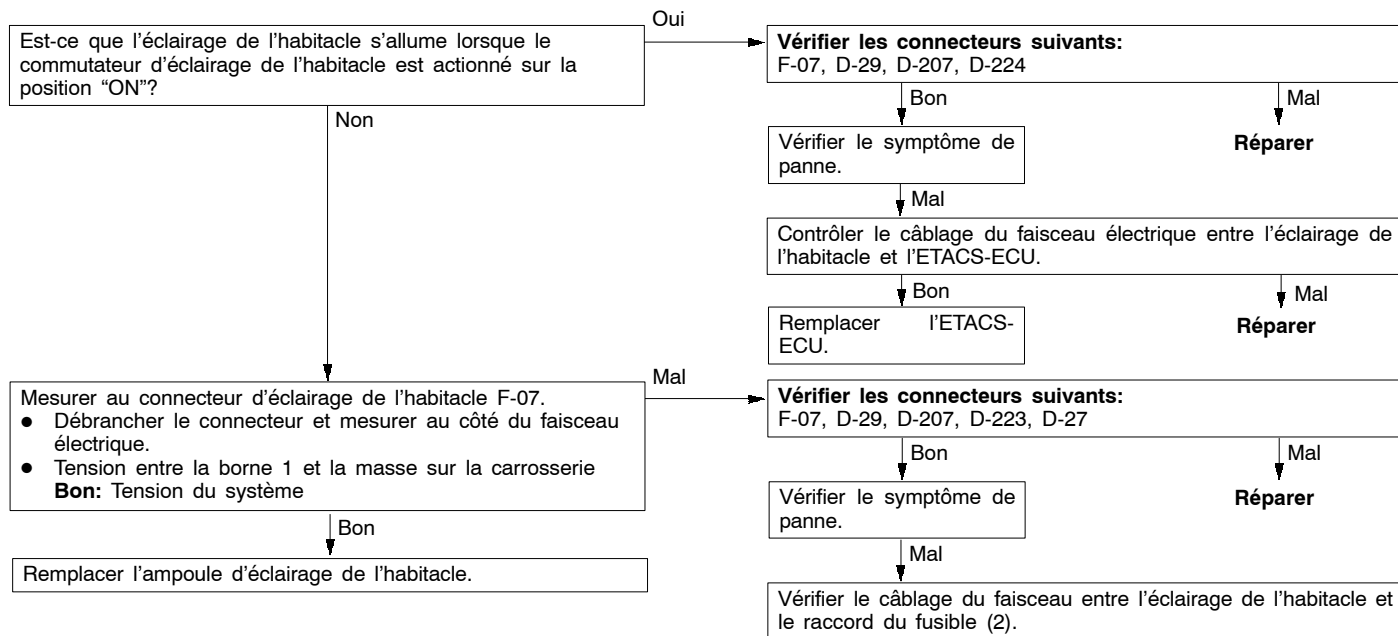 Oui
Est-ce que l'éclairage de l'habitacle s'allume lorsque le
commutateur d'éclairage de l'habitacle est actionné sur la
position “ON”?
Vérifier les connecteurs suivants:
F-07, D-29, D-207, D-224
Non
Bon
Mal
Vérifier le symptôme de
panne.
Réparer
Mal
Contrôler le câblage du faisceau électrique entre l'éclairage de
l'habitacle et l'ETACS-ECU.
Bon
Mal
Remplacer l'ETACS-
ECU.
Réparer
Mesurer au connecteur d'éclairage de l'habitacle F-07.
● Débrancher le connecteur et mesurer au côté du faisceau
électrique.
● Tension entre la borne 1 et la masse sur la carrosserie
Bon: Tension du système
Mal
Vérifier les connecteurs suivants:
F-07, D-29, D-207, D-223, D-27
Bon
Mal
Vérifier le symptôme de
panne.
Réparer
Bon
Mal
Remplacer l'ampoule d'éclairage de l'habitacle.
Vérifier le câblage du faisceau entre l'éclairage de l'habitacle et
le raccord du fusible (2).